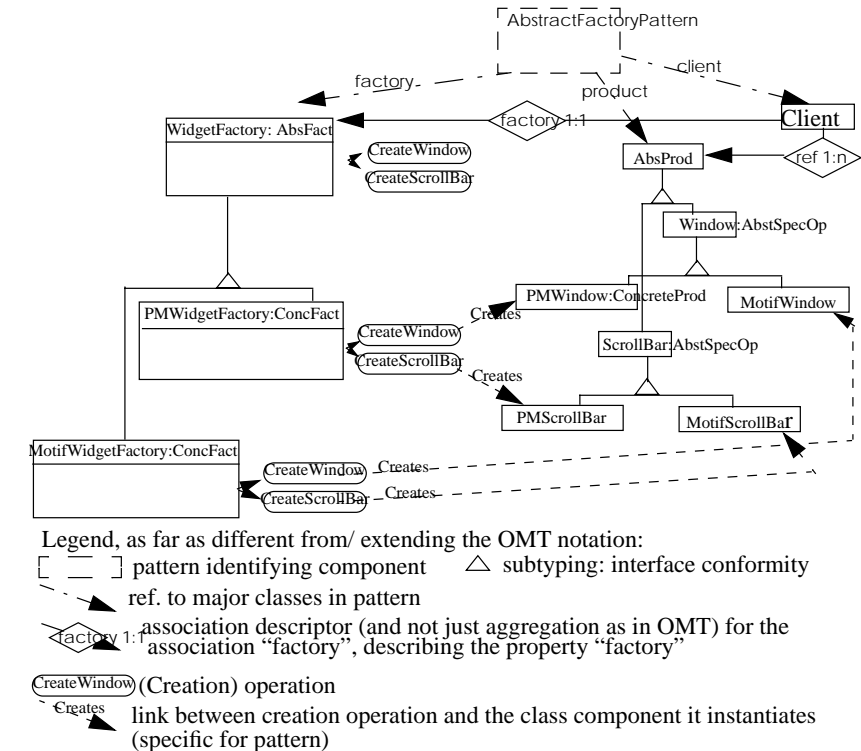 AbstractFactoryPattern
client
factory
product
Client
factory 1:1
WidgetFactory: AbsFact
CreateWindow
AbsProd
ref 1:n
CreateScrollBar
Window:AbstSpecOp
PMWindow:ConcreteProd
MotifWindow
PMWidgetFactory:ConcFact
Creates
CreateWindow
ScrollBar:AbstSpecOp
CreateScrollBar
Creates
PMScrollBar
MotifScrollBar
MotifWidgetFactory:ConcFact
CreateWindow
Creates
CreateScrollBar
Creates
Legend, as far as different from/ extending the OMT notation:
pattern identifying component
subtyping: interface conformity
ref. to major classes in pattern
factory 1:1
association descriptor (and not just aggregation as in OMT) for the
association “factory”, describing the property “factory”
CreateWindow
(Creation) operation
Creates
link between creation operation and the class component it instantiates
(specific for pattern)